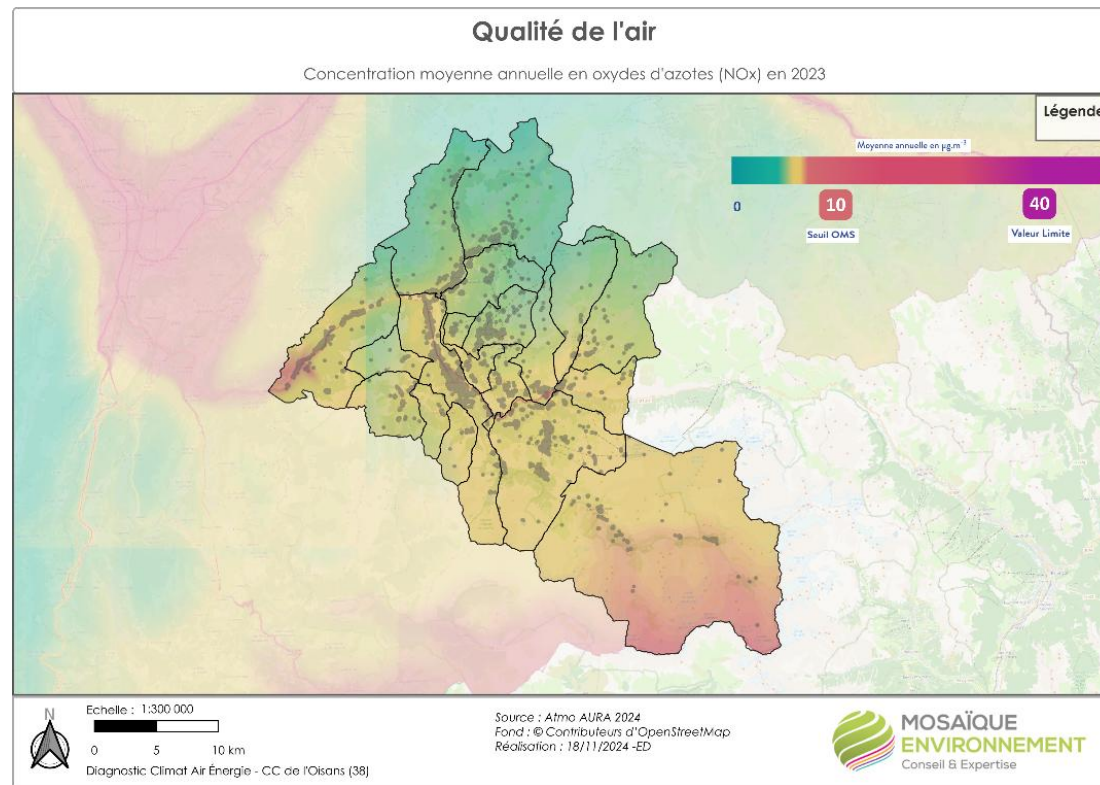 Qualité de l'air
Concentration moyenne annuelle en oxydes d'azotes (NOx) en 2023
Légende
Moyenne annuelle en µg.m⁻³
0
10
40
Seuil OMS
Valeur Limite
N
Echelle : 1:300 000
0 5 10 km
Diagnostic Climat Air Énergie - CC de l'Oisans (38)
Source : Atmo AURA 2024
Fond : © Contributeurs d'OpenStreetMap
Réalisation : 18/11/2024 -ED
MOSAÏQUE
ENVIRONNEMENT
Conseil & Expertise